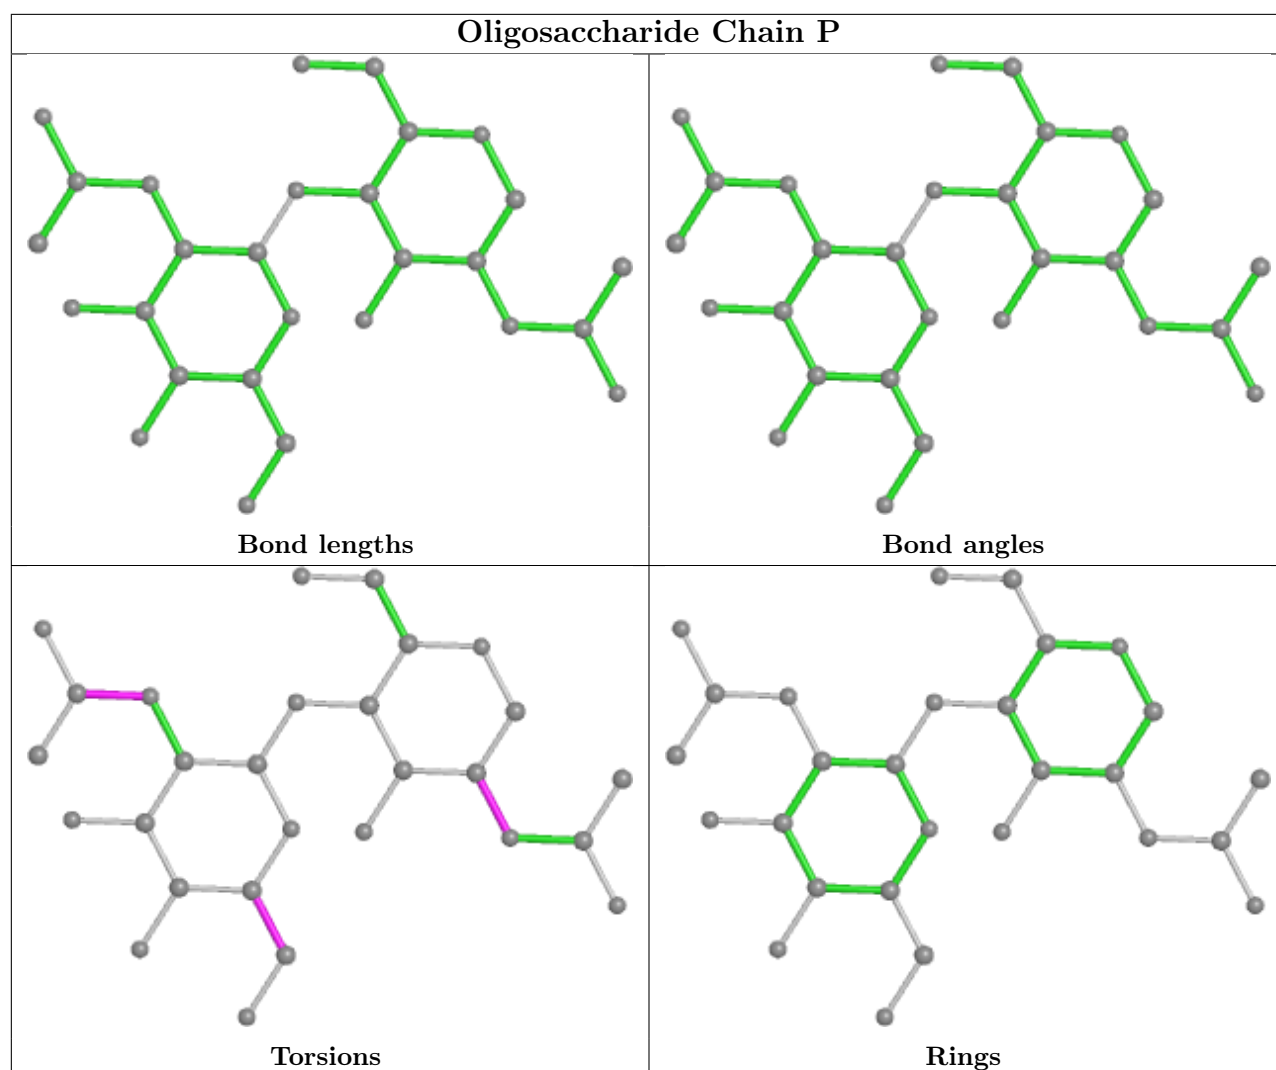 Oligosaccharide Chain P
Bond lengths
Bond angles
Torsions
Rings